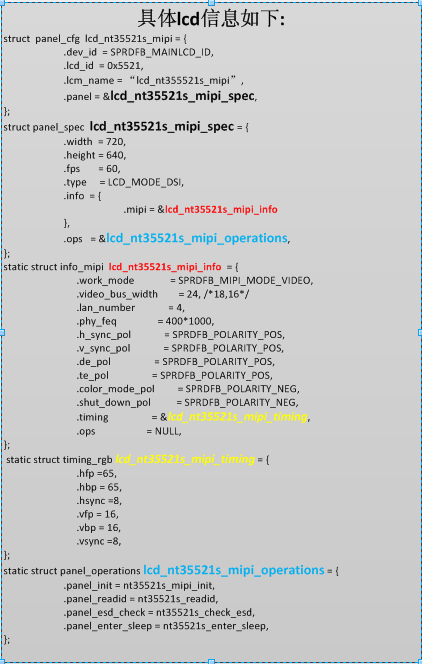 具体lcd信息如下:
struct panel_cfg lcd_nt35521s_mipi = {
.dev_id = SPRDFB_MAINLCD_ID,
.lcd_id = 0x5521,
.lcm_name = “lcd_nt355521s_mipi”,
.panel = &lcd_nt35521s_mipi_spec,
};
struct panel_spec lcd_nt35521s_mipi_spec = {
.width = 720,
.height = 640,
.fps = 60,
.type = LCD_MODE_DSI,
.info = {
.mipi = &lcd_nt35521s_mipi_info
},
.ops = &lcd_nt35521s_mipi_operations,
};
static struct info_mipi lcd_nt35521s_mipi_info = {
.work_mode = SPRDFB_MIPI_MODE_VIDEO,
.video_bus_width = 24, /*18,16*/
.lan_number = 4,
.phy_feq = 400*1000,
.h_sync_pol = SPRDFB_POLARITY_POS,
.v_sync_pol = SPRDFB_POLARITY_POS,
.de_pol = SPRDFB_POLARITY_POS,
.te_pol = SPRDFB_POLARITY_POS,
.color_mode_pol = SPRDFB_POLARITY_NEG,
.shut_down_pol = SPRDFB_POLARITY_NEG,
.timing = &lcd_nt35521s_mipi_timing,
.ops = NULL,
};
static struct timing_rgb lcd_nt35521s_mipi_timing = {
.hfp =65,
.hbp = 65,
.hsync =8,
.vfp = 16,
.vbp = 16,
.vsync =8,
};
static struct panel_operations lcd_nt35521s_mipi_operations = {
.panel_init = nt35521s_mipi_init,
.panel_readid = nt35521s_readid,
.panel_esd_check = nt35521s_check_esd,
.panel_enter_sleep = nt35521s_enter_sleep,
};